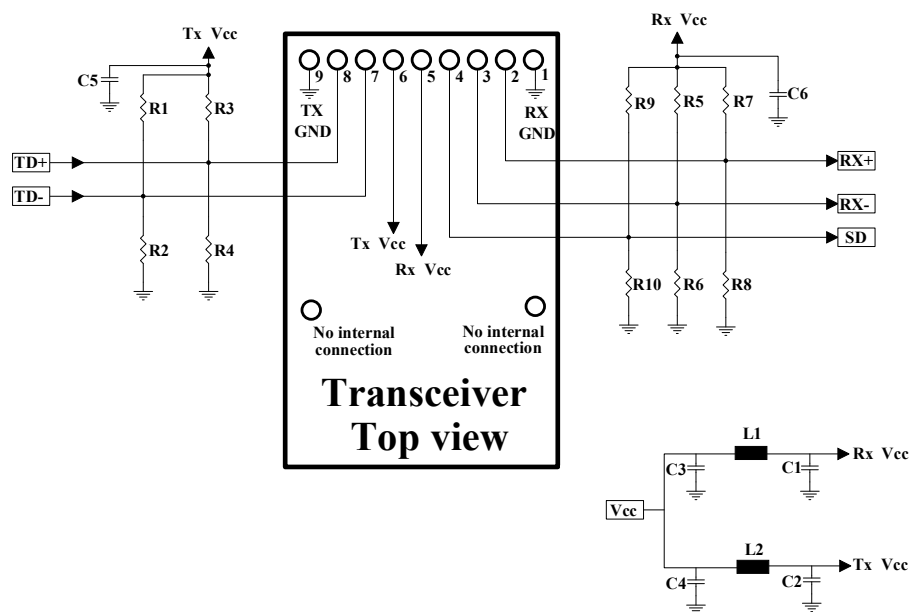 Tx Vcc
Rx Vcc
C5
R1
R3
9
8
7
6
5
4
3
2
1
TX
GND
RX
GND
R9
R5
R7
C6
TD+
RX+
TD-
RX-
SD
Tx Vcc
Rx Vcc
R2
R4
R10
R6
R8
No internal
connection
No internal
connection
Transceiver
Top view
L1
C3
C1
Rx Vcc
Vcc
L2
C4
C2
Tx Vcc